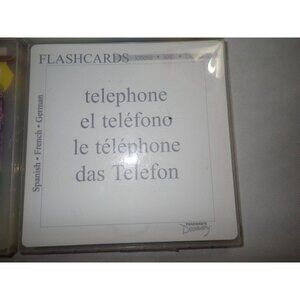 FLASHCARDS
telephone
el teléfono
le téléphone
das Telefon
Spanish • French • German